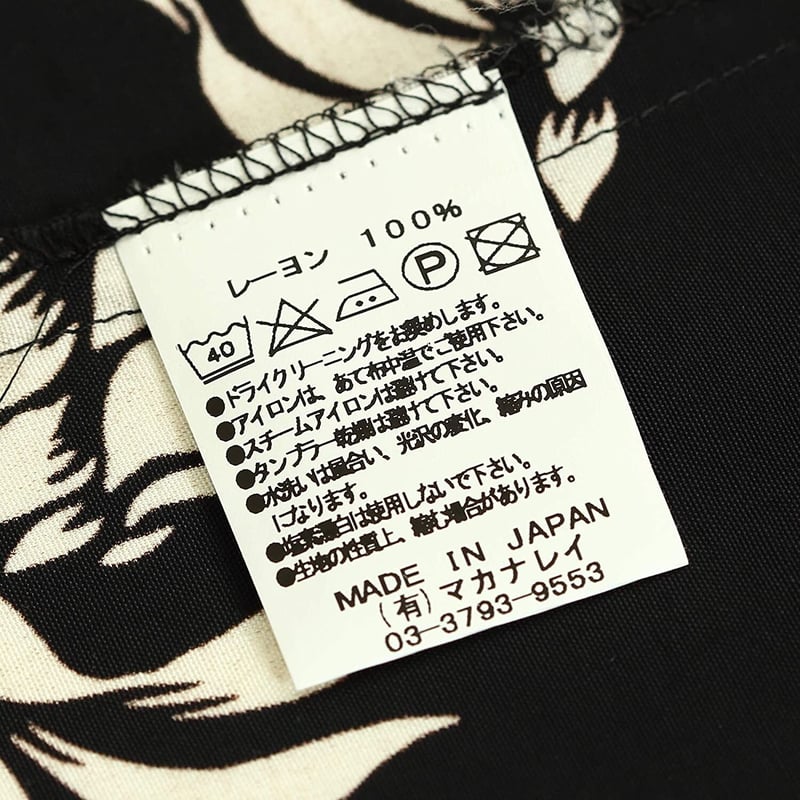 レーヨン 100%
40 P
●ドライクリーニングをお奨めします。
●アイロンは、あて布中温でご使用下さい。
●スチームアイロンは避けて下さい。
●タンブラー乾燥は避けて下さい。
●水洗いは風合い、光沢の変化、縮みの原因
になります。
●塩素漂白は使用しないで下さい。
●生地の性質上、縮む場合があります。
MADE IN JAPAN
(有)マカナレイ
03-3793-9553